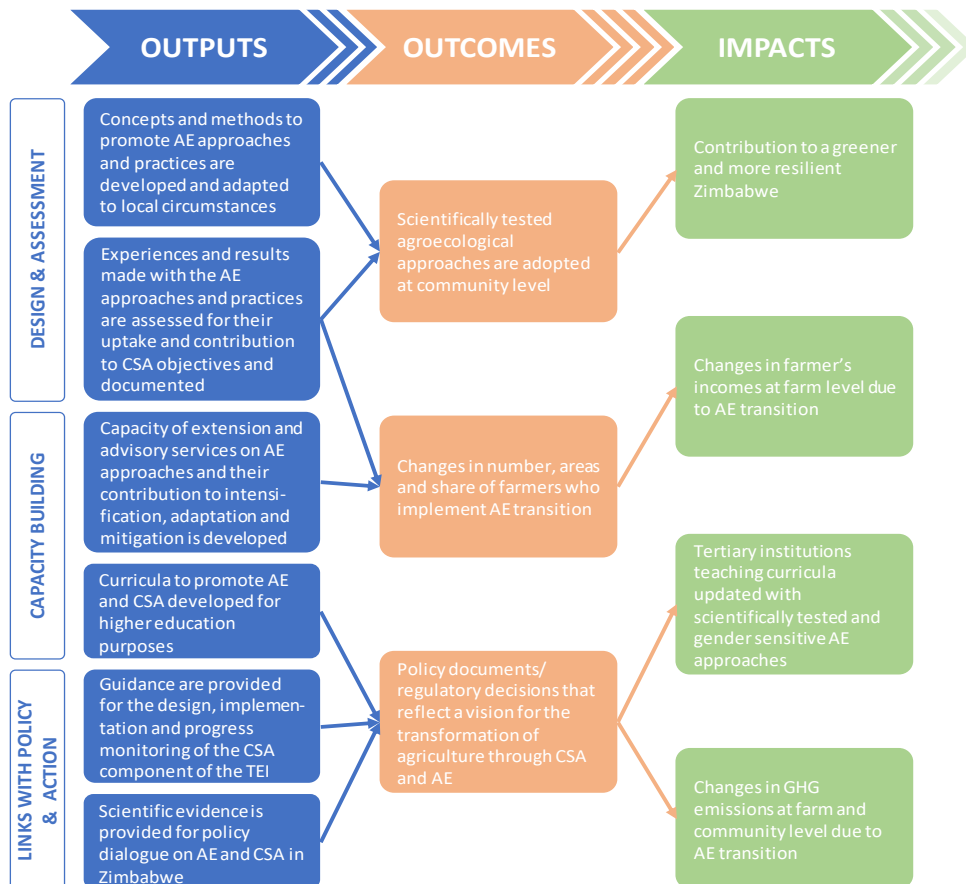 OUTPUTS
OUTCOMES
IMPACTS
DESIGN & ASSESSMENT
Concepts and methods to
promote AE approaches
and practices are
developed and adapted
to local circumstances
Experiences and results
made with the AE
approaches and practices
are assessed for their
uptake and contribution
to CSA objectives and
documented
CAPACITY BUILDING
Capacity of extension and
advisory services on AE
approaches and their
contribution to intensi-
fication, adaptation and
mitigation is developed
Curricula to promote AE
and CSA developed for
higher education
purposes
LINKS WITH POLICY
& ACTION
Guidance are provided
for the design, implemen-
tation and progress
monitoring of the CSA
component of the TEI
Scientific evidence is
provided for policy
dialogue on AE and CSA in
Zimbabwe
Scientifically tested
agroecological
approaches are adopted
at community level
Changes in number, areas
and share of farmers who
implement AE transition
Policy documents/
regulatory decisions that
reflect a vision for the
transformation of
agriculture through CSA
and AE
Contribution to a greener
and more resilient
Zimbabwe
Changes in farmer's
incomes at farm level due
to AE transition
Tertiary institutions
teaching curricula
updated with
scientifically tested and
gender sensitive AE
approaches
Changes in GHG
emissions at farm and
community level due to
AE transition